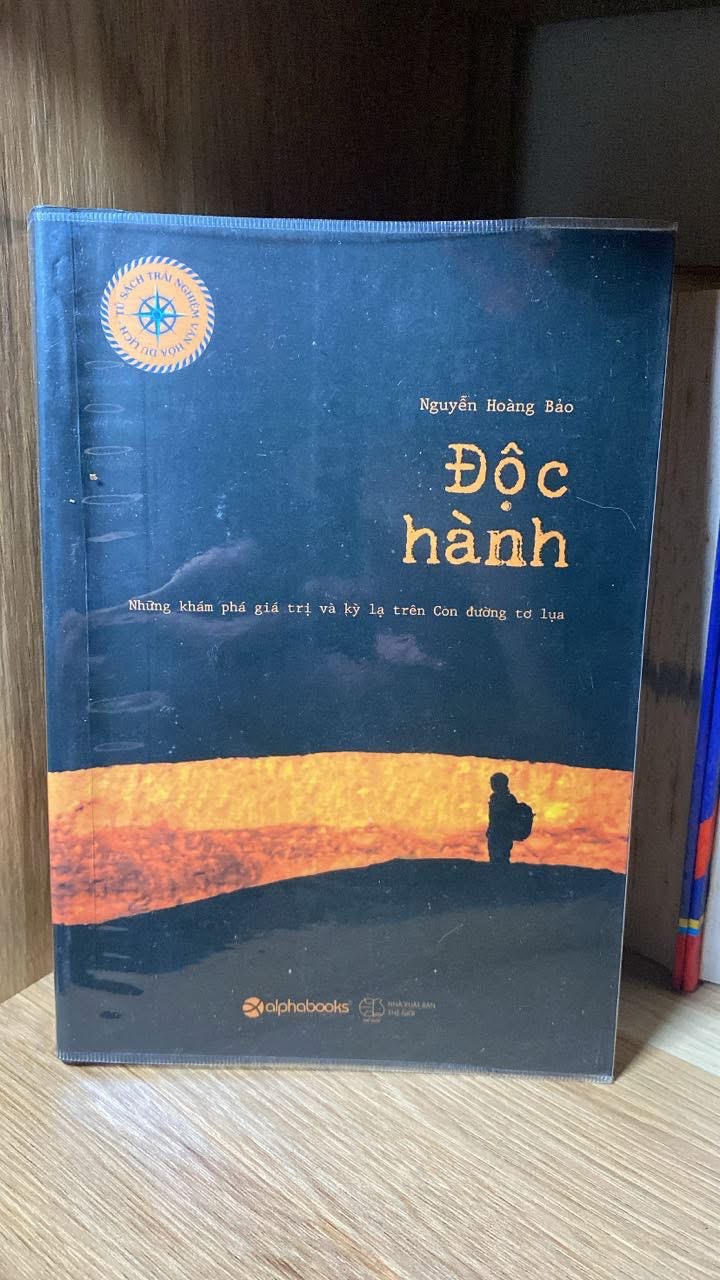 TỦ SÁCH TRẢI NGHIỆM VĂN HÓA DU LỊCH
Nguyễn Hoàng Bảo
Độc
hành
Những khám phá giá trị và kỳ lạ trên Con đường tơ lụa
alphabooks
NHÀ XUẤT BẢN
THẾ GIỚI